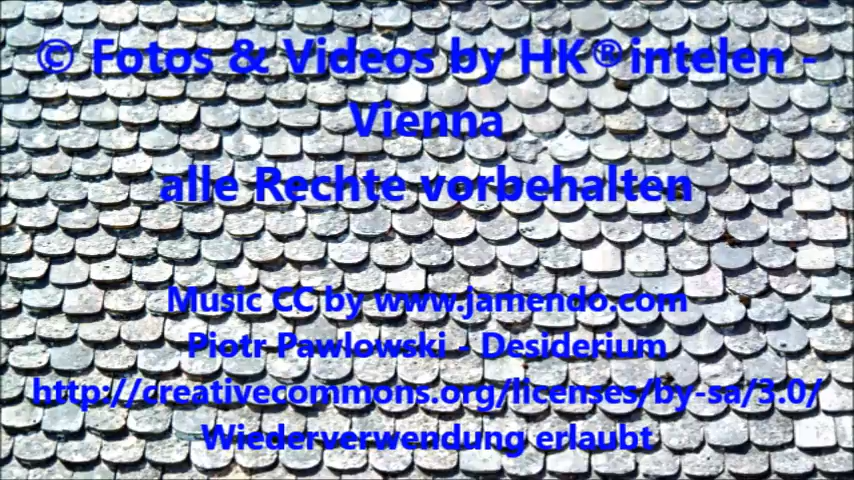 © Fotos & Videos by HK®intelen -
Vienna
alle Rechte vorbehalten
Music CC by www.jamendo.com
Piotr Pawlowski - Desiderium
http://creativecommons.org/licenses/by-sa/3.0/
Wiederverwendung erlaubt